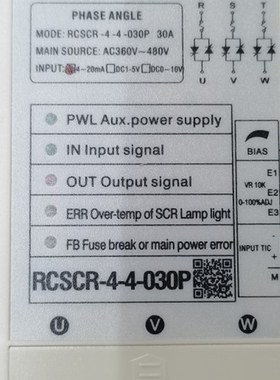 PHASE ANGLE
R S T
MODE: RCSCR-4-4-030P 30A
MAIN SOURCE: AC360V~480V
INPUT: 4~20mA □DC1-5V □DC0~10V
U V W
PWL Aux.power supply
IN Input signal
BIAS
OUT Output signal
E1
VR 10K
E2
0-100%ADJ
E3
ERR Over-temp of SCR Lamp light
FB Fuse break or main power error
-
INPUT TIC
+
M
RCSCR-4-4-030P
U V W